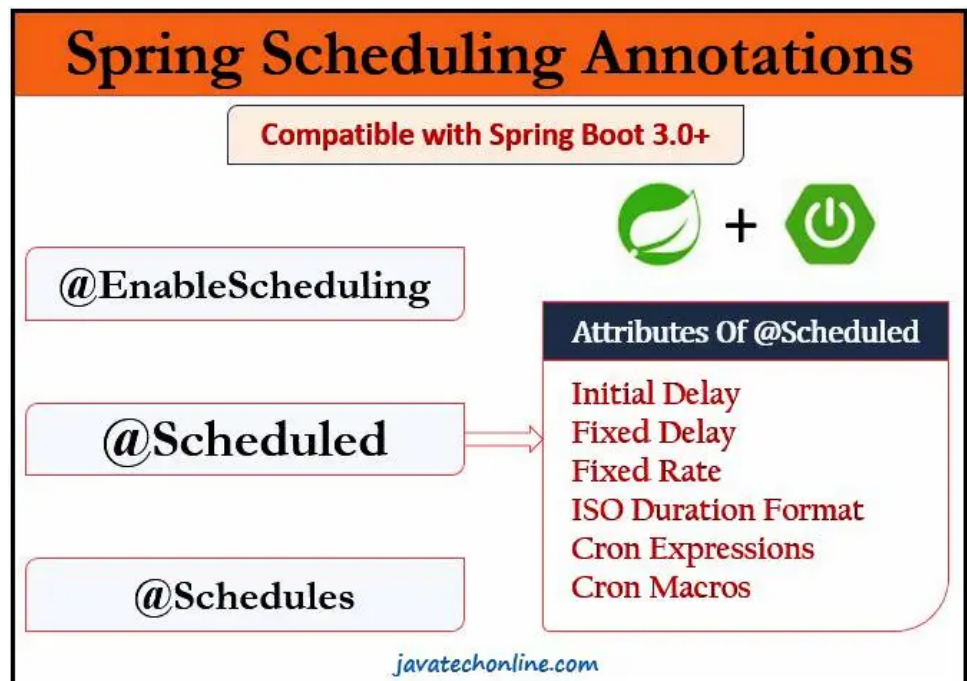 Spring Scheduling Annotations
Compatible with Spring Boot 3.0+
+
@EnableScheduling
@Scheduled
@Schedules
Attributes Of @Scheduled
Initial Delay
Fixed Delay
Fixed Rate
ISO Duration Format
Cron Expressions
Cron Macros
javatechonline.com